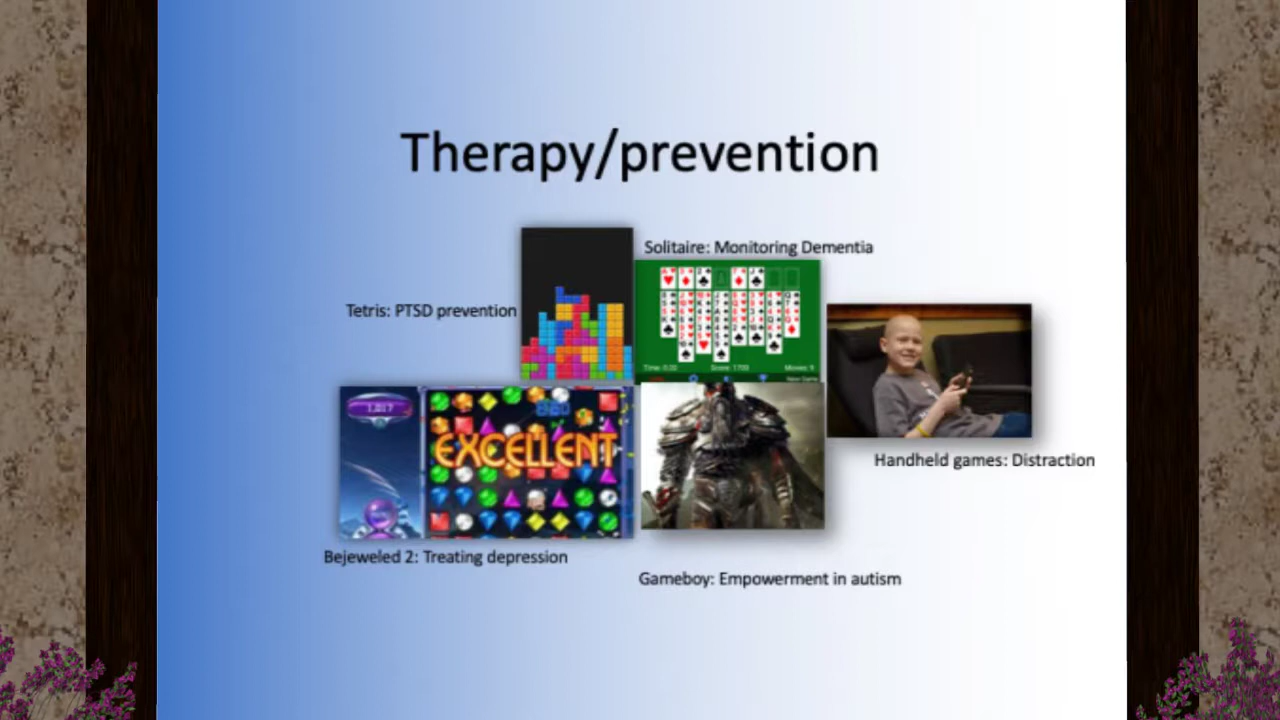 Therapy/prevention
Solitaire: Monitoring Dementia
Tetris: PTSD prevention
EXCELLENT
Handheld games: Distraction
Bejeweled 2: Treating depression
Gameboy: Empowerment in autism